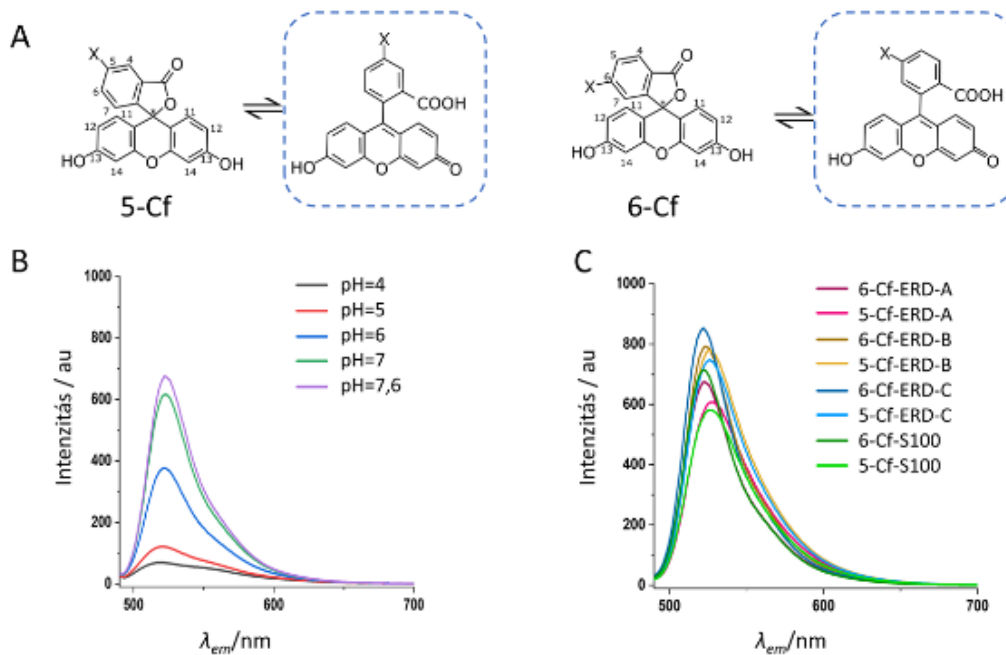 A
X
5
4
O
6
O
7
11
11
12
12
HO
13
O
13
OH
14
14
5-Cf
X
COOH
HO
O
O
X
5
4
O
6
O
7
11
11
12
12
HO
13
O
13
OH
14
14
6-Cf
X
COOH
HO
O
O
B
1000
800
600
400
200
0
Intenzitás / au
500
600
700
λem/nm
pH=4
pH=5
pH=6
pH=7
pH=7,6
C
1000
800
600
400
200
0
Intenzitás / au
500
600
700
λem/nm
6-Cf-ERD-A
5-Cf-ERD-A
6-Cf-ERD-B
5-Cf-ERD-B
6-Cf-ERD-C
5-Cf-ERD-C
6-Cf-S100
5-Cf-S100